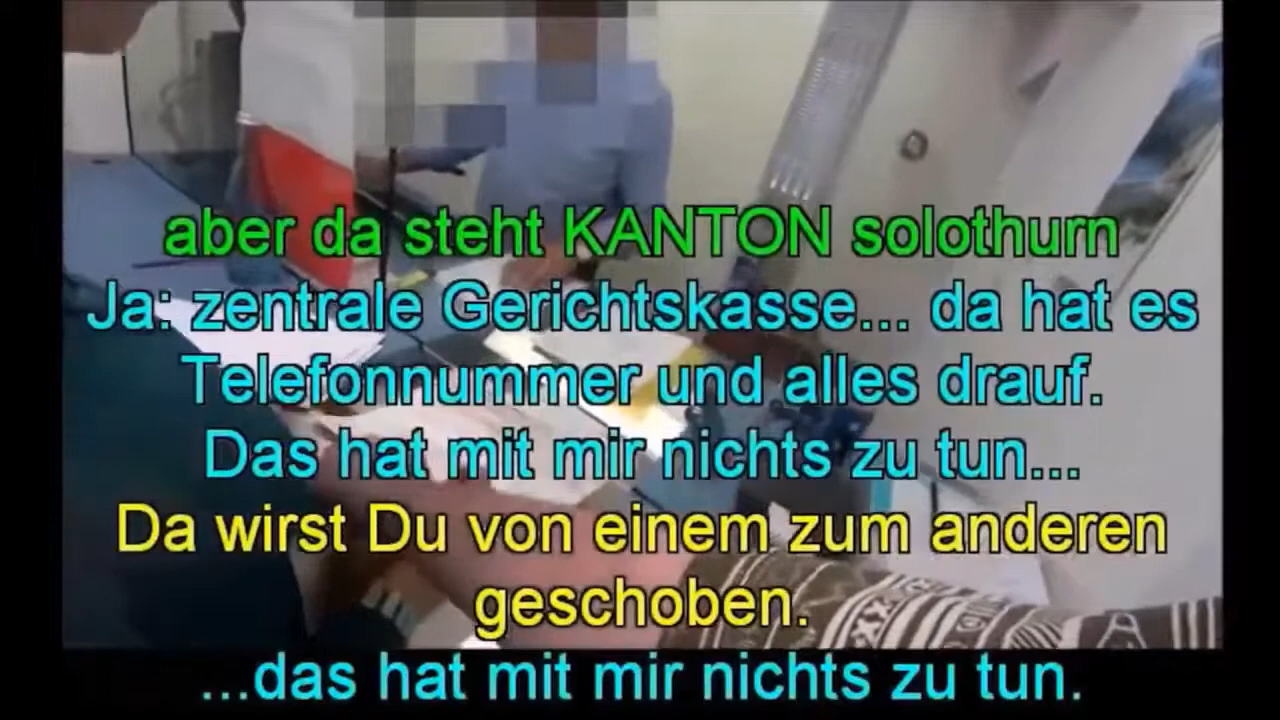 aber da steht KANTON solothurn
Ja: zentrale Gerichtskasse... da hat es
Telefonnummer und alles drauf.
Das hat mit mir nichts zu tun...
Da wirst Du von einem zum anderen
geschoben.
...das hat mit mir nichts zu tun.